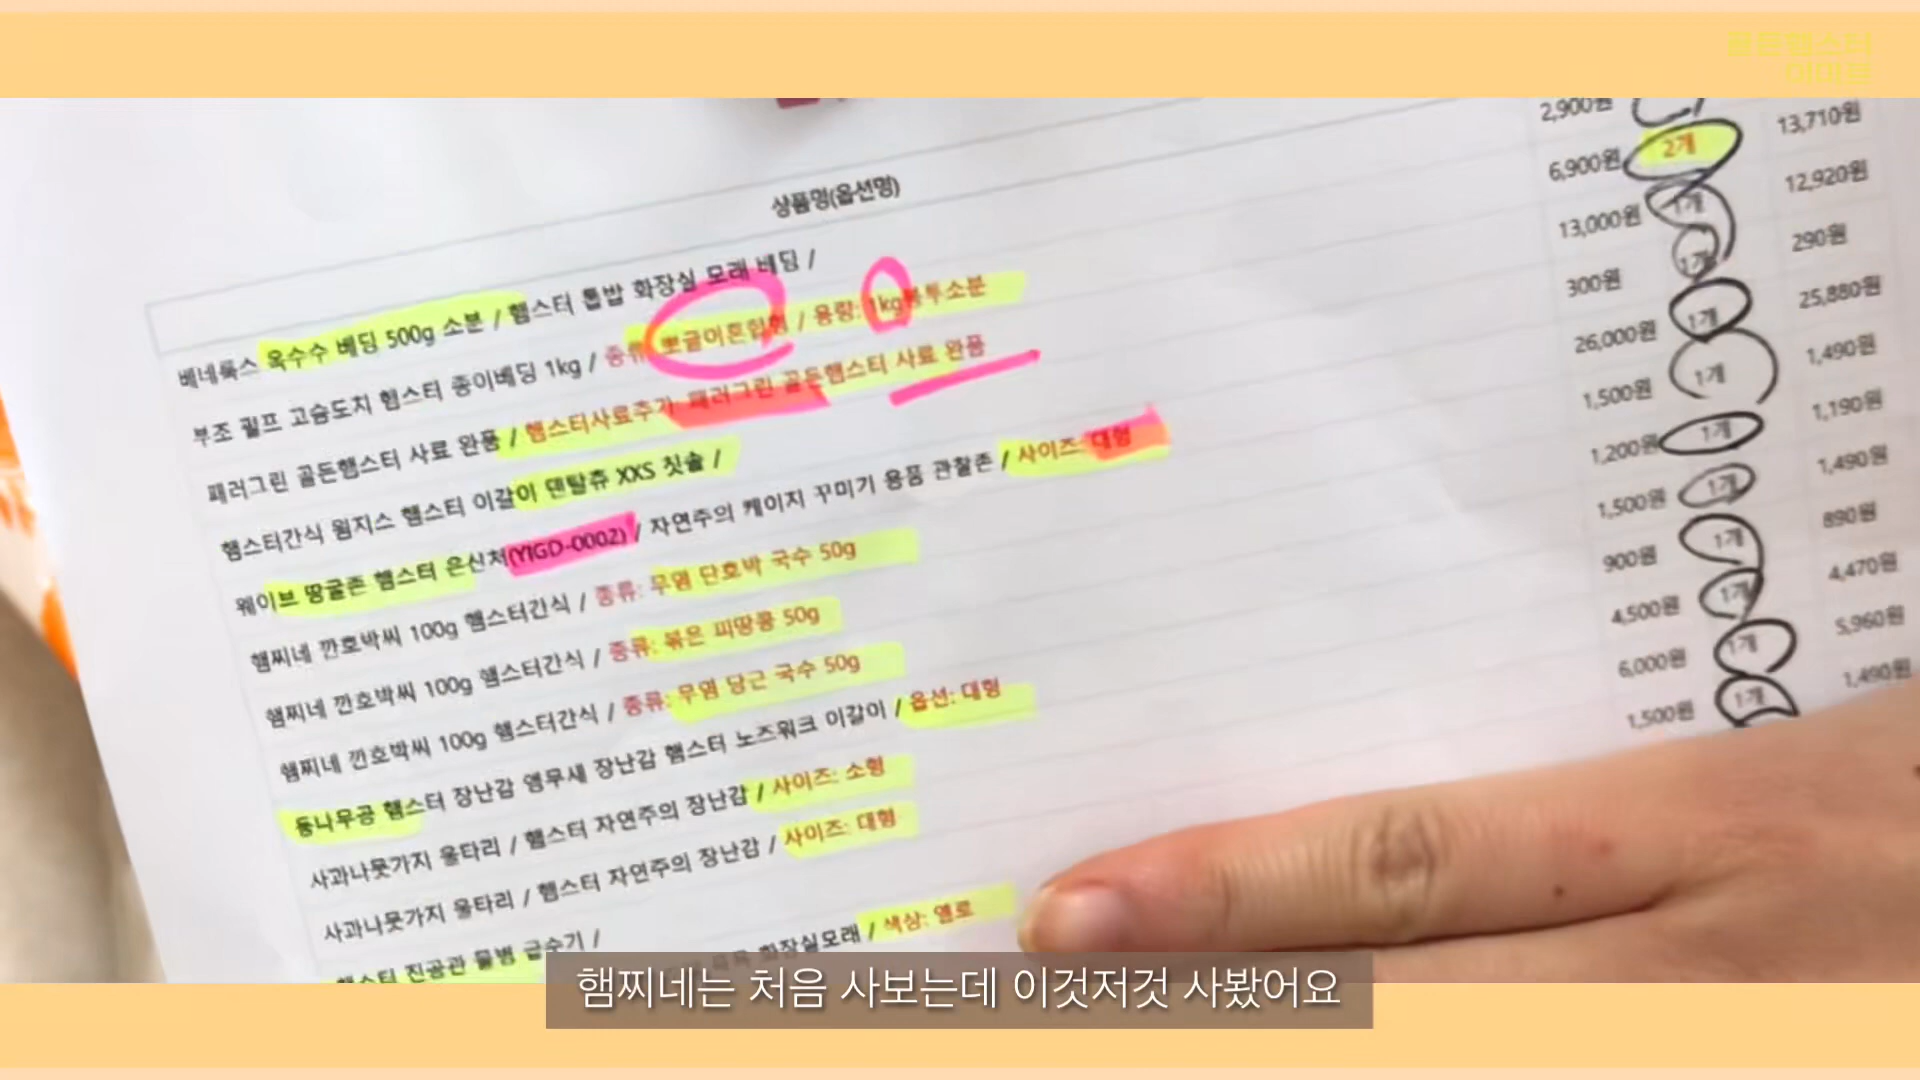 골든햄스터
이마트
상품명(옵션명)
베네룩스 옥수수 베딩 500g 소분 / 햄스터 톱밥 화장실 모래 베딩 /
부조 펄프 고슴도치 햄스터 종이베딩 1kg / 종류: 뽀글이혼합형 / 용량: 1kg봉투소분
패러그린 골든햄스터 사료 완품 / 햄스터사료추가: 패러그린 골든햄스터 사료 완품
햄스터간식 웜지스 햄스터 이갈이 덴탈츄 XXS 칫솔 /
웨이브 땅굴존 햄스터 은신처(YIGD-0002) / 자연주의 케이지 꾸미기 용품 관찰존 / 사이즈: 대형
햄찌네 깐호박씨 100g 햄스터간식 / 종류: 무염 단호박 국수 50g
햄찌네 깐호박씨 100g 햄스터간식 / 종류: 볶은 피땅콩 50g
햄찌네 깐호박씨 100g 햄스터간식 / 종류: 무염 당근 국수 50g
등나무공 햄스터 장난감 앵무새 장난감 햄스터 노즈워크 이갈이 / 옵션: 대형
사과나뭇가지 울타리 / 햄스터 자연주의 장난감 / 사이즈: 소형
사과나뭇가지 울타리 / 햄스터 자연주의 장난감 / 사이즈: 대형
햄스터 진공관 물병 급수기 /
화장실모래 / 색상: 옐로
2,900원
6,900원 2개 13,710원
13,000원 1개 12,920원
300원 1개 290원
26,000원 1개 25,880원
1,500원 1개 1,490원
1,200원 1개 1,190원
1,500원 1개 1,490원
900원 1개 890원
4,500원 1개 4,470원
6,000원 1개 5,960원
1,500원 1개 1,490원
햄찌네는 처음 사보는데 이것저것 사봤어요